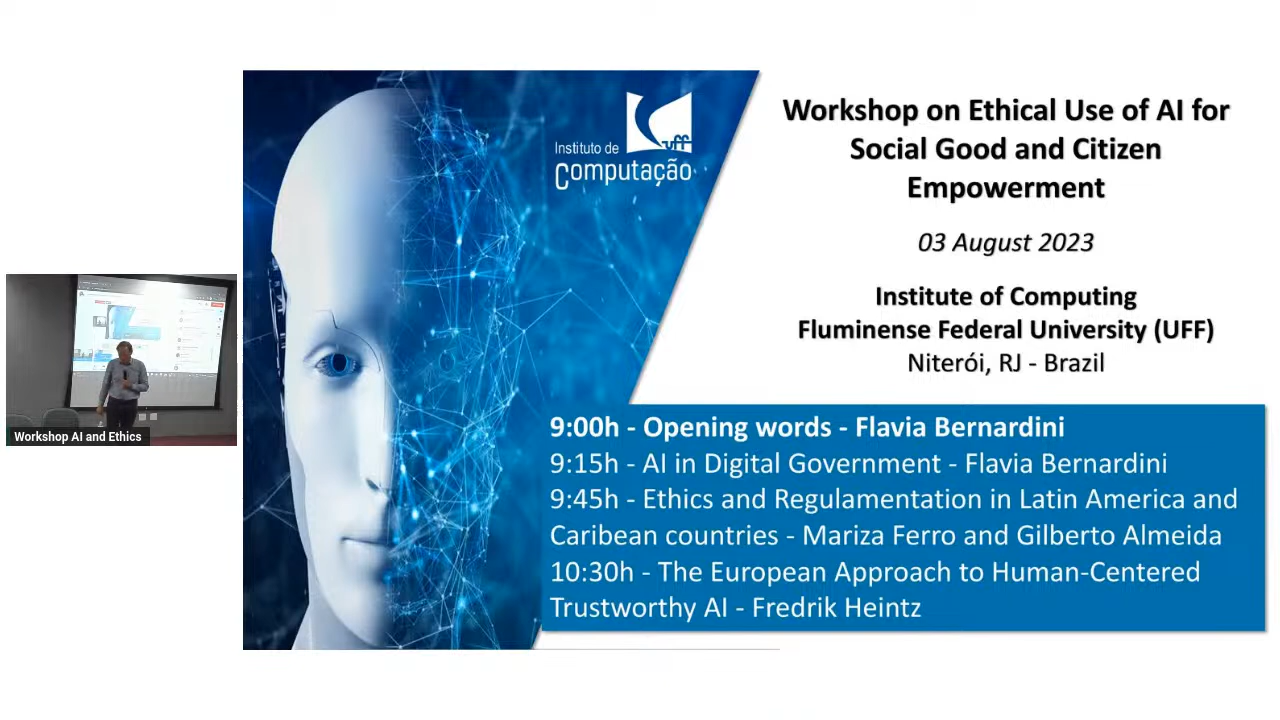 Instituto de
uff
Computação
Workshop on Ethical Use of AI for
Social Good and Citizen
Empowerment
03 August 2023
Institute of Computing
Fluminense Federal University (UFF)
Niterói, RJ - Brazil
9:00h - Opening words - Flavia Bernardini
9:15h - AI in Digital Government - Flavia Bernardini
9:45h - Ethics and Regulamentation in Latin America and
Caribean countries - Mariza Ferro and Gilberto Almeida
10:30h - The European Approach to Human-Centered
Trustworthy AI - Fredrik Heintz
Workshop AI and Ethics